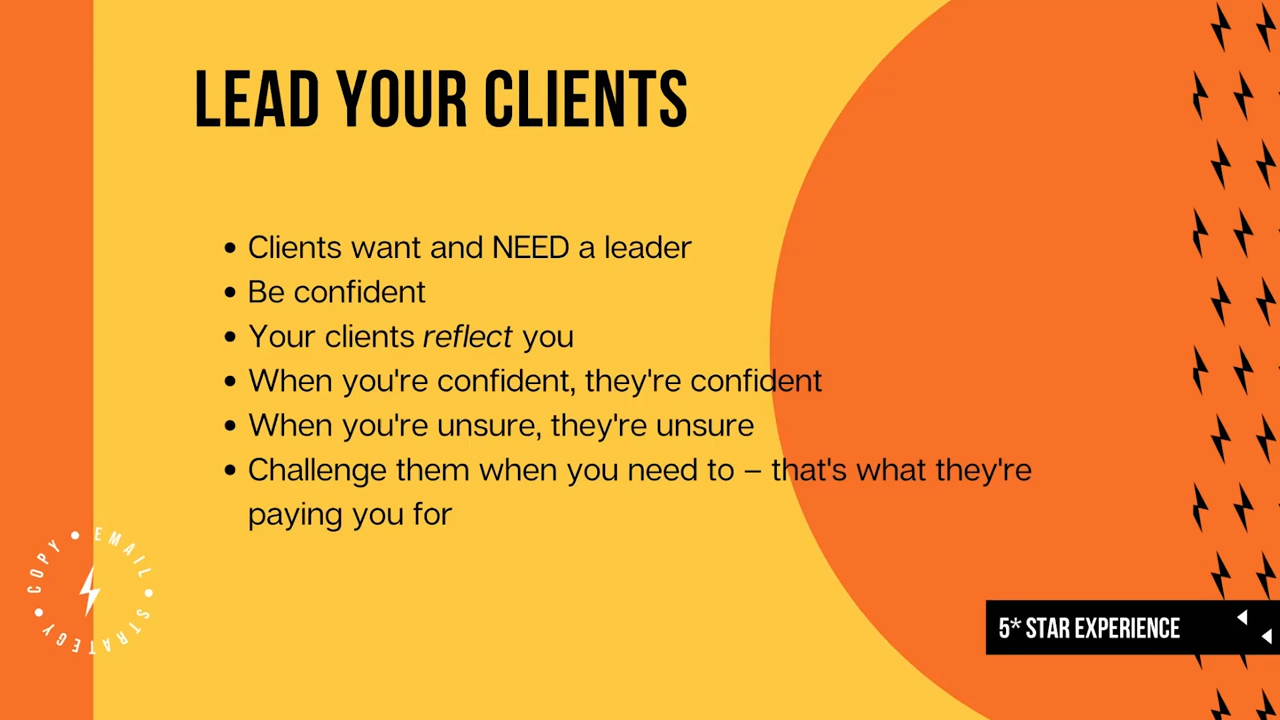 LEAD YOUR CLIENTS
• Clients want and NEED a leader
• Be confident
• Your clients reflect you
• When you're confident, they're confident
• When you're unsure, they're unsure
• Challenge them when you need to – that's what they're
paying you for
COPY • EMAIL • STRATEGY •
5* STAR EXPERIENCE